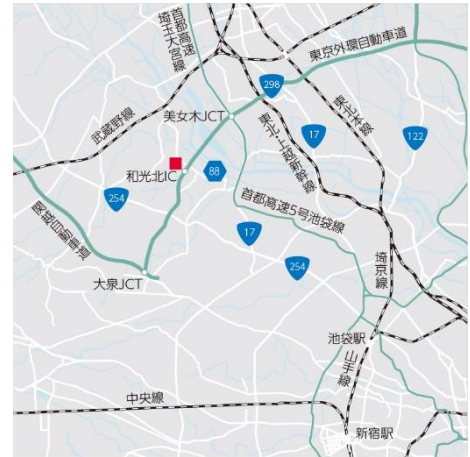 首都高速
埼玉大宮線
東京外環自動車道
298
武蔵野線
美女木JCT
東北・上越新幹線
17
東北本線
122
和光北IC
88
254
首都高速5号池袋線
関越自動車道
17
大泉JCT
254
埼京線
池袋駅
山手線
中央線
新宿駅